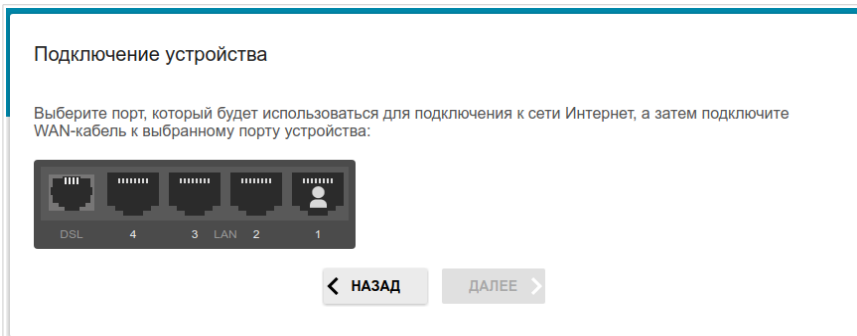 Подключение устройства
Выберите порт, который будет использоваться для подключения к сети Интернет, а затем подключите
WAN-кабель к выбранному порту устройства:
DSL 4 3 LAN 2 1
НАЗАД ДАЛЕЕ